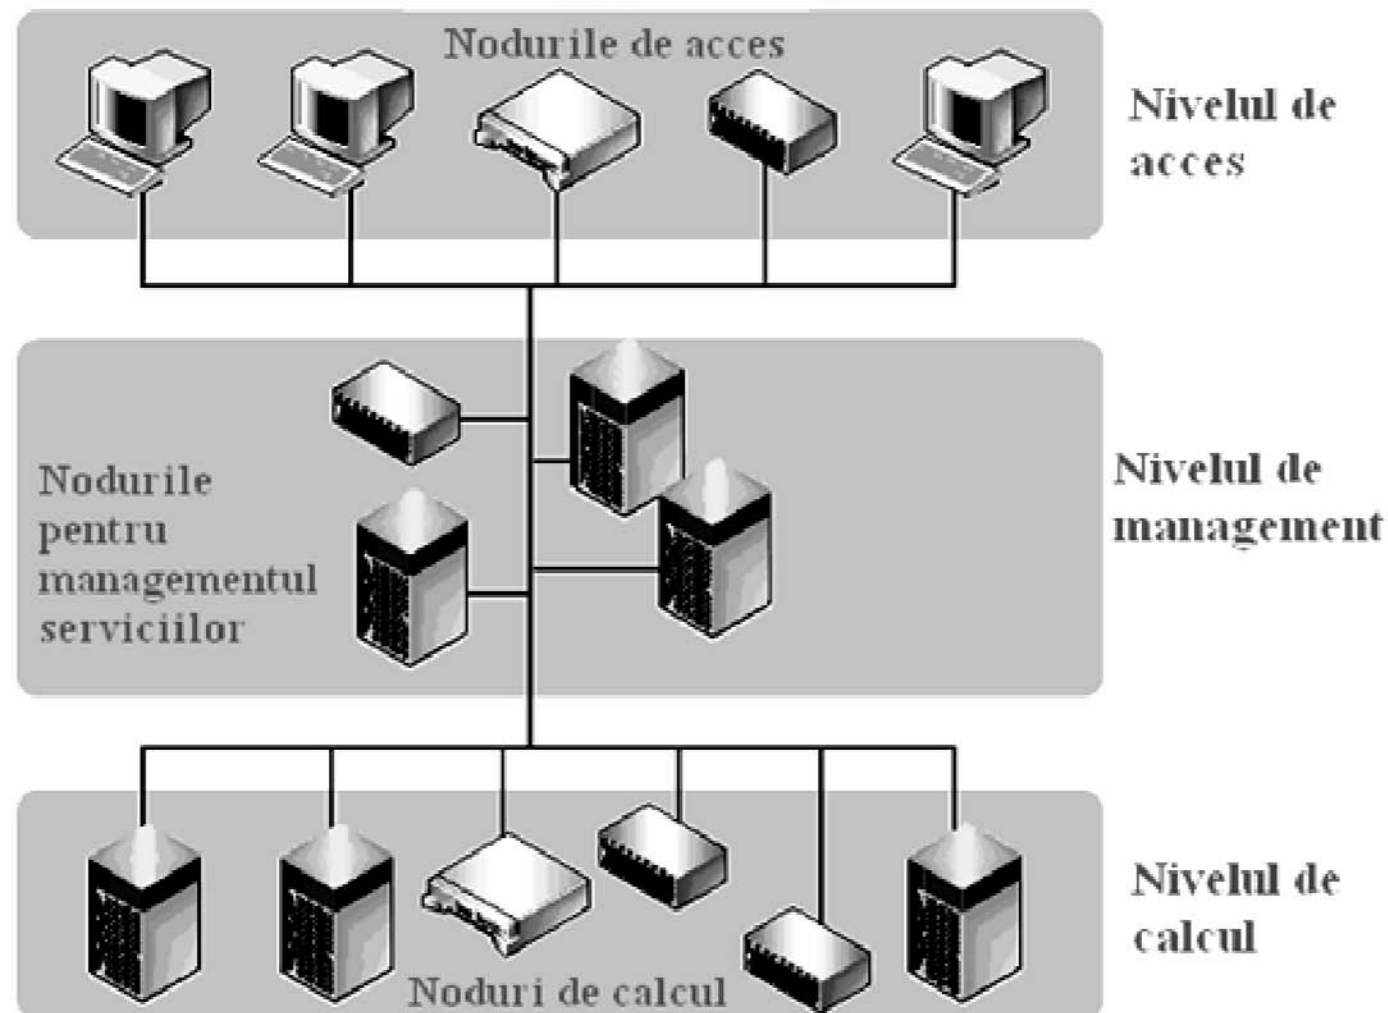 Nodurile de acces
Nivelul de
acces
Nodurile
pentru
managementul
serviciilor
Nivelul de
management
Noduri de calcul
Nivelul de
calcul